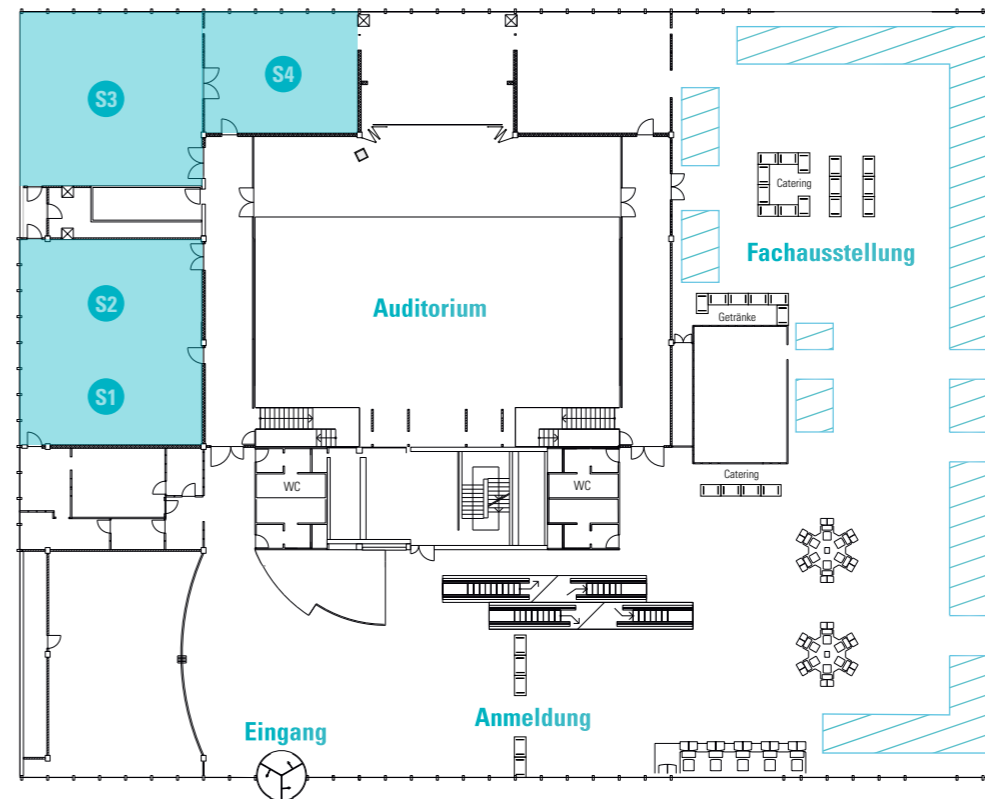 S4
S3
Catering
Fachausstellung
S2
Auditorium
Getränke
S1
Catering
WC
WC
Anmeldung
Eingang